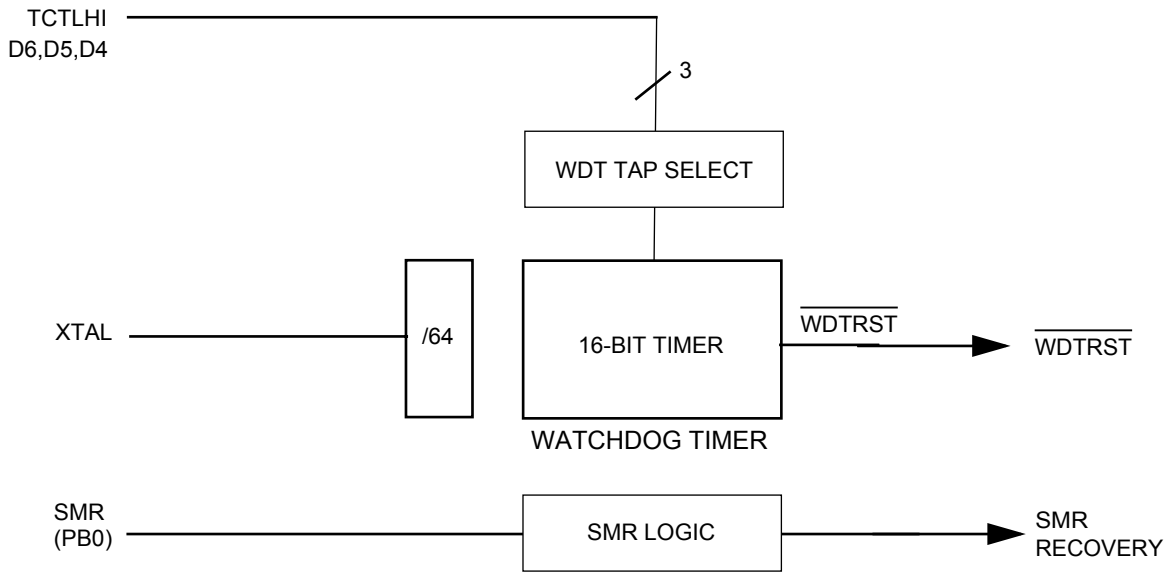 TCTLHI
D6,D5,D4
3
WDT TAP SELECT
XTAL
/64
16-BIT TIMER
WDTRST
WDTRST
WATCHDOG TIMER
SMR
(PB0)
SMR LOGIC
SMR
RECOVERY